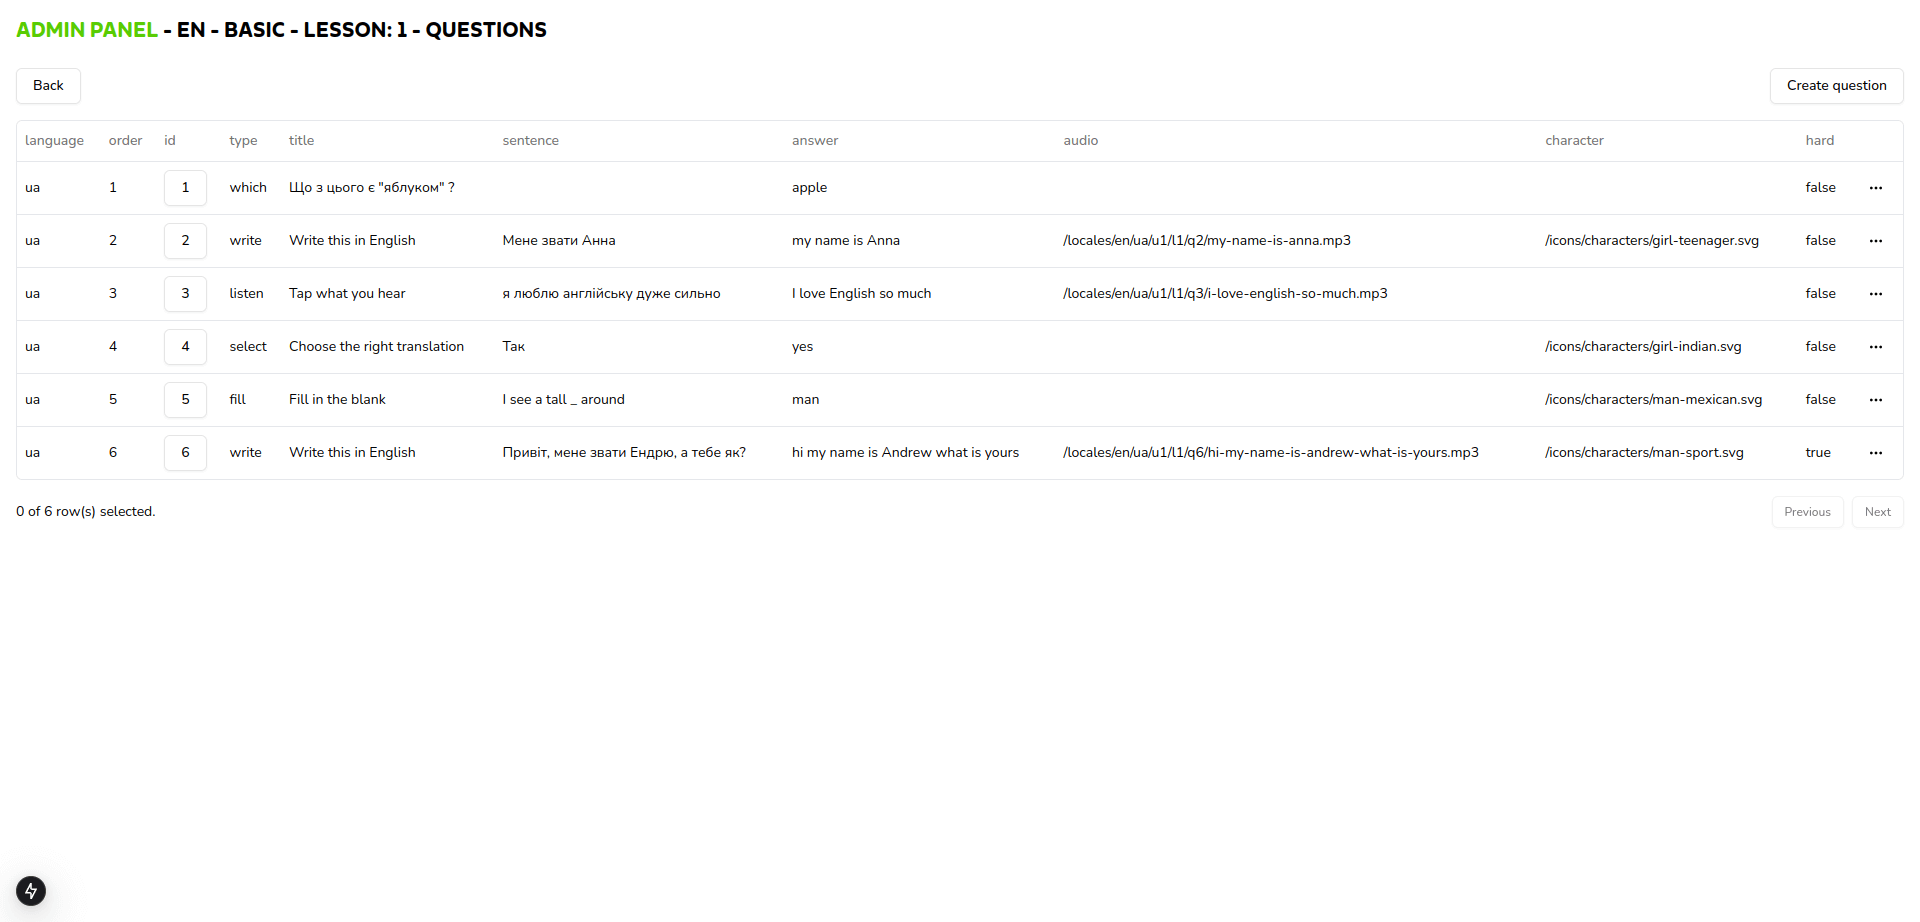 ADMIN PANEL - EN - BASIC - LESSON: 1 - QUESTIONS
Back
Create question
language order id type title sentence answer audio character hard
ua 1 1 which Що з цього є "яблуком" ? apple false
ua 2 2 write Write this in English Мене звати Анна my name is Anna /locales/en/ua/u1/l1/q2/my-name-is-anna.mp3 /icons/characters/girl-teenager.svg false
ua 3 3 listen Tap what you hear я люблю англійську дуже сильно I love English so much /locales/en/ua/u1/l1/q3/i-love-english-so-much.mp3 false
ua 4 4 select Choose the right translation Так yes /icons/characters/girl-indian.svg false
ua 5 5 fill Fill in the blank I see a tall _ around man /icons/characters/man-mexican.svg false
ua 6 6 write Write this in English Привіт, мене звати Ендрю, а тебе як? hi my name is Andrew what is yours /locales/en/ua/u1/l1/q6/hi-my-name-is-andrew-what-is-yours.mp3 /icons/characters/man-sport.svg true
0 of 6 row(s) selected.
Previous Next